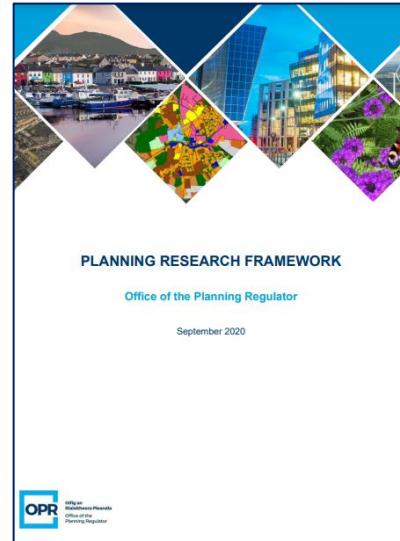 PLANNING RESEARCH FRAMEWORK
Office of the Planning Regulator
September 2020
OPR
Oifig an
Rialaitheora Pleanála
Office of the
Planning Regulator